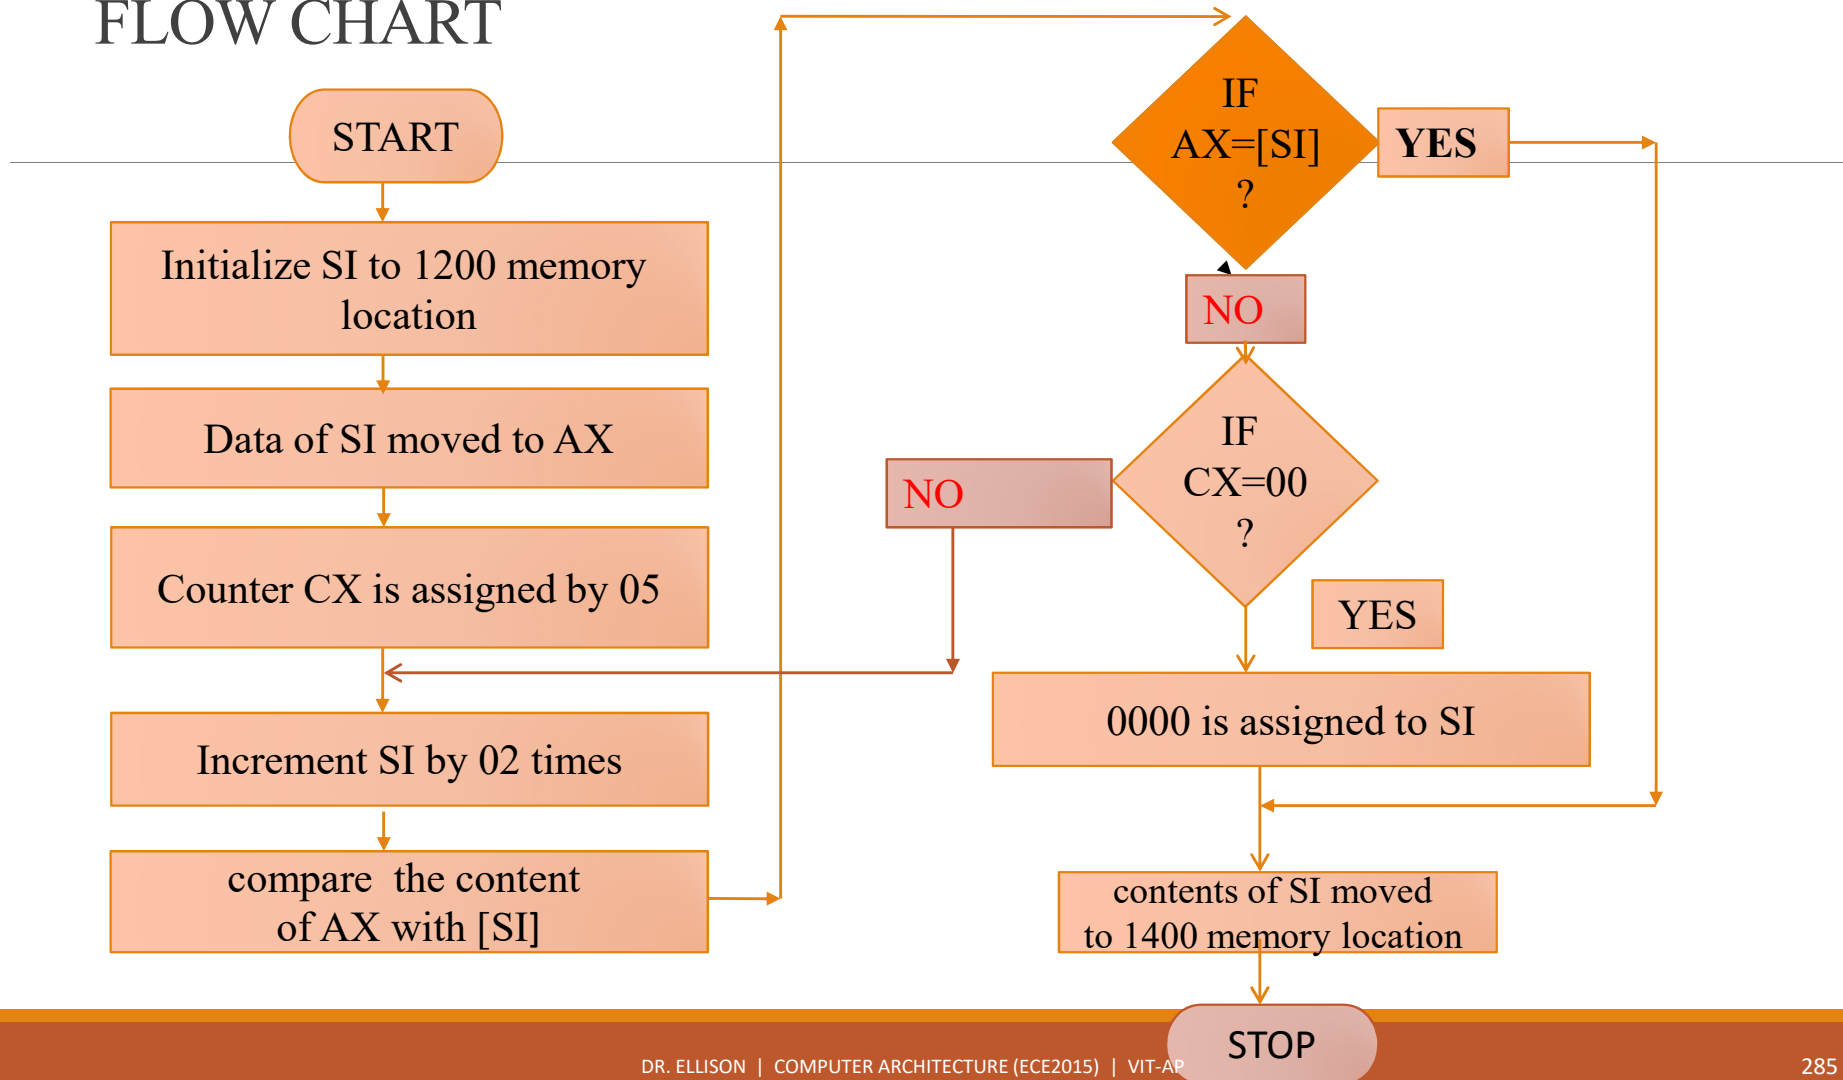 FLOW CHART
START
Initialize SI to 1200 memory
location
Data of SI moved to AX
Counter CX is assigned by 05
Increment SI by 02 times
compare  the content
of AX with [SI]
IF
AX=[SI]
?
YES
NO
IF
CX=00
?
NO
YES
0000 is assigned to SI
contents of SI moved
to 1400 memory location
STOP
DR. ELLISON | COMPUTER ARCHITECTURE (ECE2015) | VIT-AP
285